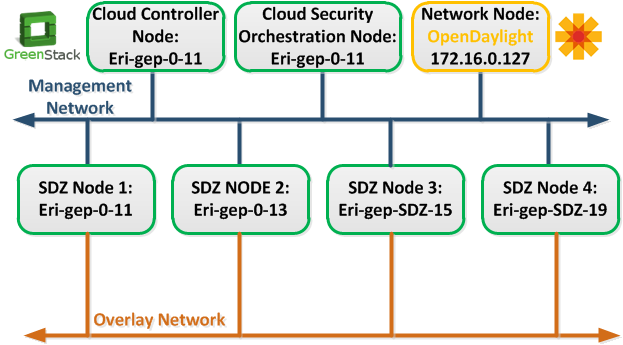 GreenStack
Cloud Controller
Node:
Eri-gep-0-11
Cloud Security
Orchestration Node:
Eri-gep-0-11
Network Node:
OpenDaylight
172.16.0.127
Management
Network
SDZ Node 1:
Eri-gep-0-11
SDZ NODE 2:
Eri-gep-0-13
SDZ Node 3:
Eri-gep-SDZ-15
SDZ Node 4:
Eri-gep-SDZ-19
Overlay Network